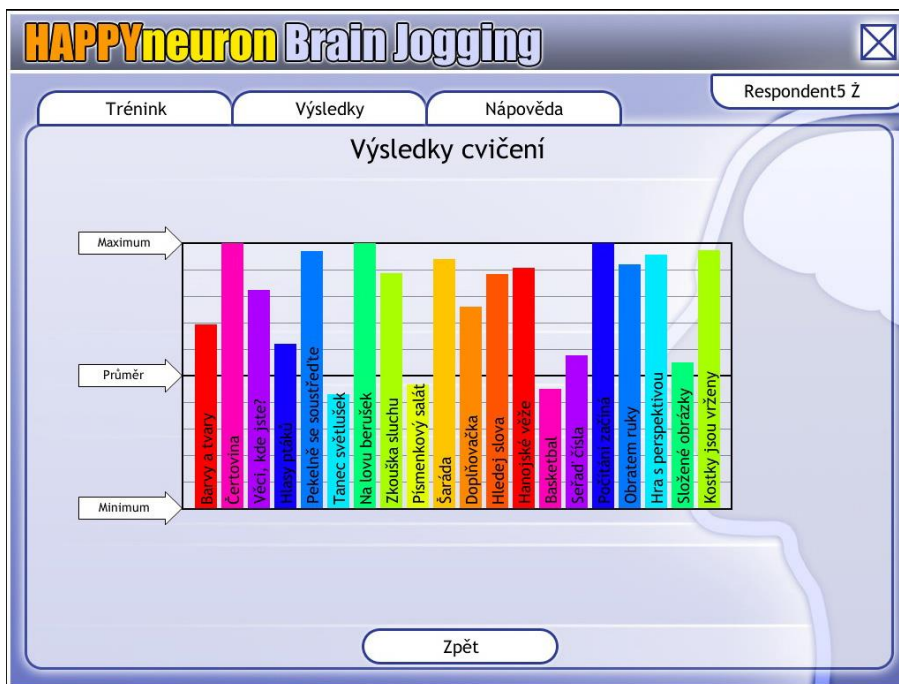 HAPPYneuron Brain Jogging
Respondent5 Ž
Trénink
Výsledky
Nápověda
Výsledky cvičení
Maximum
Průměr
Minimum
Barvy a tvary
Čertovina
Věci, kde jste?
Hlasy ptáků
Pekelně se soustřeďte
Tanec světlušek
Na lovu berušek
Zkouška sluchu
Písmenkový salát
Šaráda
Doplňovačka
Hledej slova
Hanojské věže
Basketbal
Seřaď čísla
Počítání začíná
Obratem ruky
Hra s perspektivou
Složené obrázky
Kostky jsou vrženy
Zpět